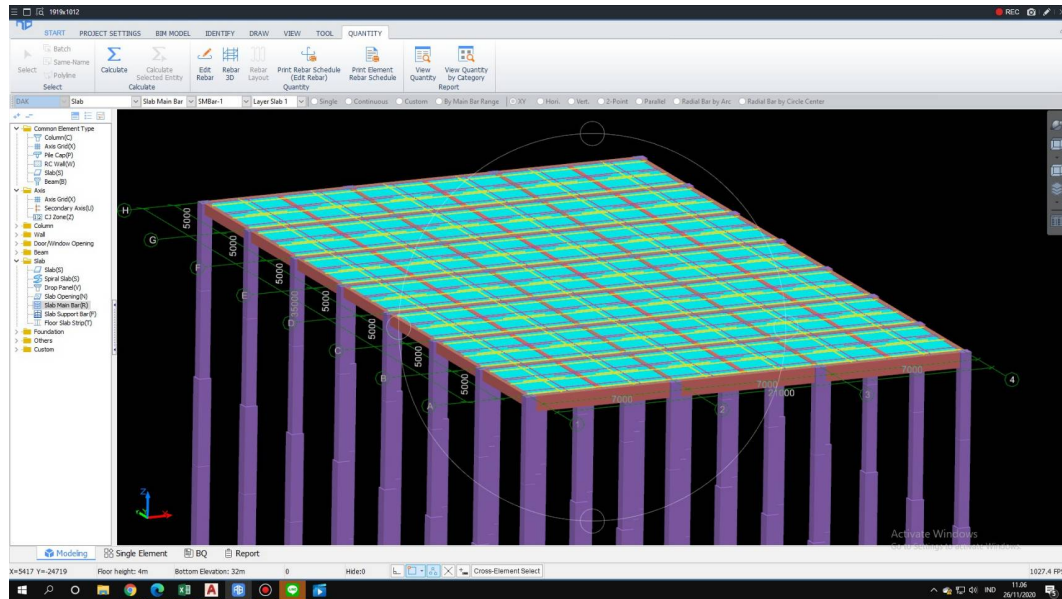 1919x1012
REC
START PROJECT SETTINGS BIM MODEL IDENTIFY DRAW VIEW TOOL QUANTITY
Select
Batch
Same-Name
Polyline
Select
Calculate
Calculate Selected Entity
Calculate
Edit Rebar
Rebar 3D
Rebar Layout
Print Rebar Schedule (Edit Rebar)
Print Element Rebar Schedule
Quantity
View Quantity
View Quantity by Category
Report
DAK Slab Slab Main Bar SMBar-1 Layer Slab 1 Single Continuous Custom By Main Bar Range XY Hori. Vert. 2-Point Parallel Radial Bar by Arc Radial Bar by Circle Center
Common Element Type
Column(C)
Axis Grid(X)
Pile Cap(P)
RC Wall(W)
Slab(S)
Beam(B)
Axis
Axis Grid(X)
Secondary Axis(U)
CJ Zone(Z)
Column
Wall
Door/Window Opening
Beam
Slab
Slab(S)
Spiral Slab(S)
Drop Panel(V)
Slab Opening(N)
Slab Main Bar(R)
Slab Support Bar(F)
Floor Slab Strip(T)
Foundation
Others
Custom
H
G
F
E
D
C
B
A
5000
5000
5000
35000
5000
5000
5000
5000
1
2
3
4
7000
7000
21000
7000
Z
X
Activate Windows
Go to Settings to activate Windows.
Modeling Single Element BQ Report
X=5417 Y=-24719 Floor height: 4m Bottom Elevation: 32m 0 Hide:0 Cross-Element Select 1027.4 FPS
IND 11.06
26/11/2020